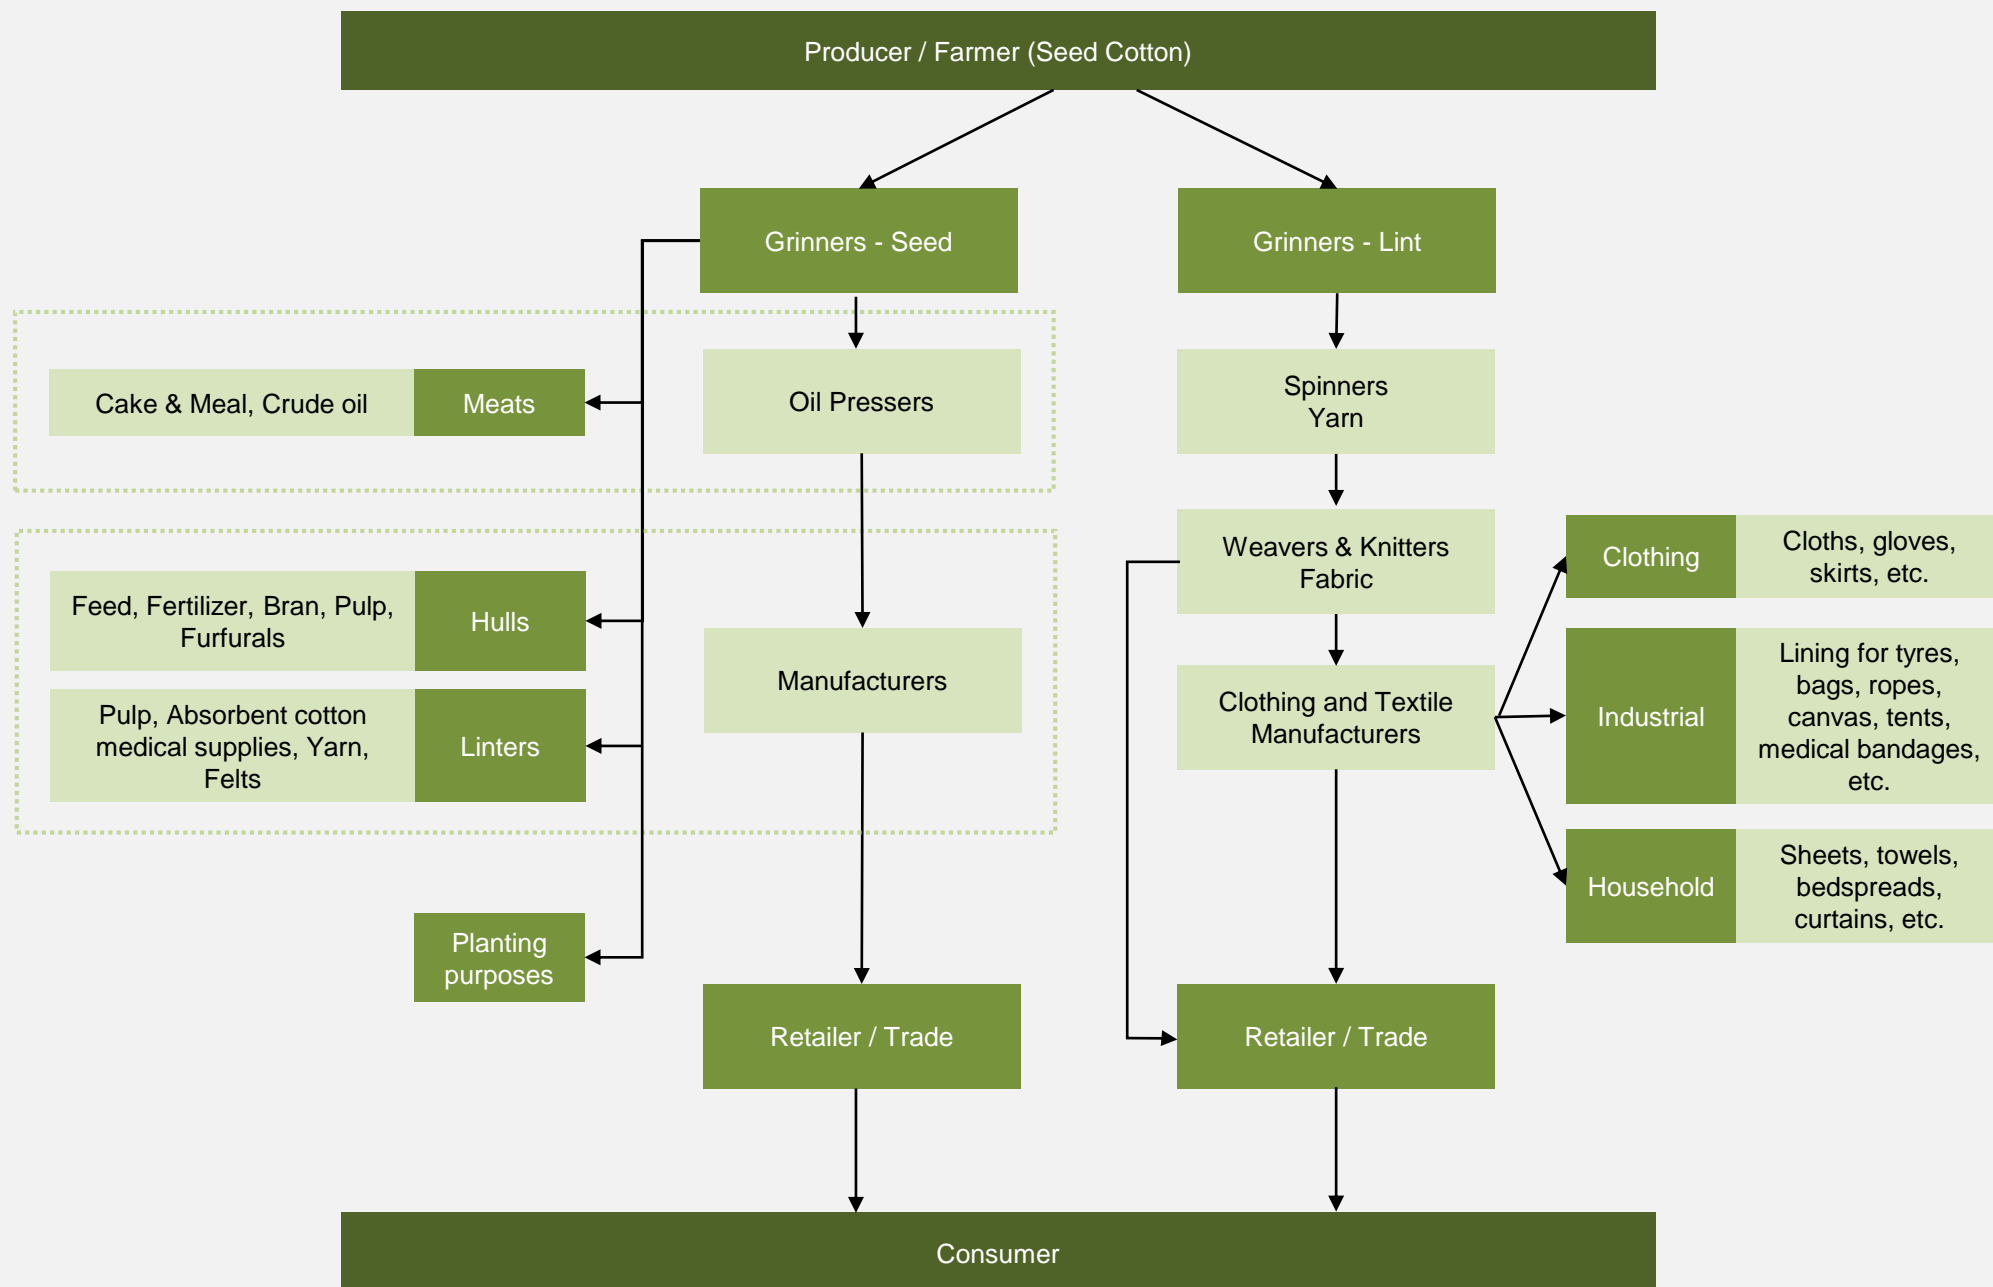 Producer / Farmer (Seed Cotton)
Grinners - Seed
Grinners - Lint
Cake & Meal, Crude oil
Meats
Oil Pressers
Spinners
Yarn
Weavers & Knitters
Fabric
Clothing
Cloths, gloves,
skirts, etc.
Feed, Fertilizer, Bran, Pulp,
Furfurals
Hulls
Manufacturers
Clothing and Textile
Manufacturers
Industrial
Lining for tyres,
bags, ropes,
canvas, tents,
medical bandages,
etc.
Pulp, Absorbent cotton
medical supplies, Yarn,
Felts
Linters
Household
Sheets, towels,
bedspreads,
curtains, etc.
Planting
purposes
Retailer / Trade
Retailer / Trade
Consumer